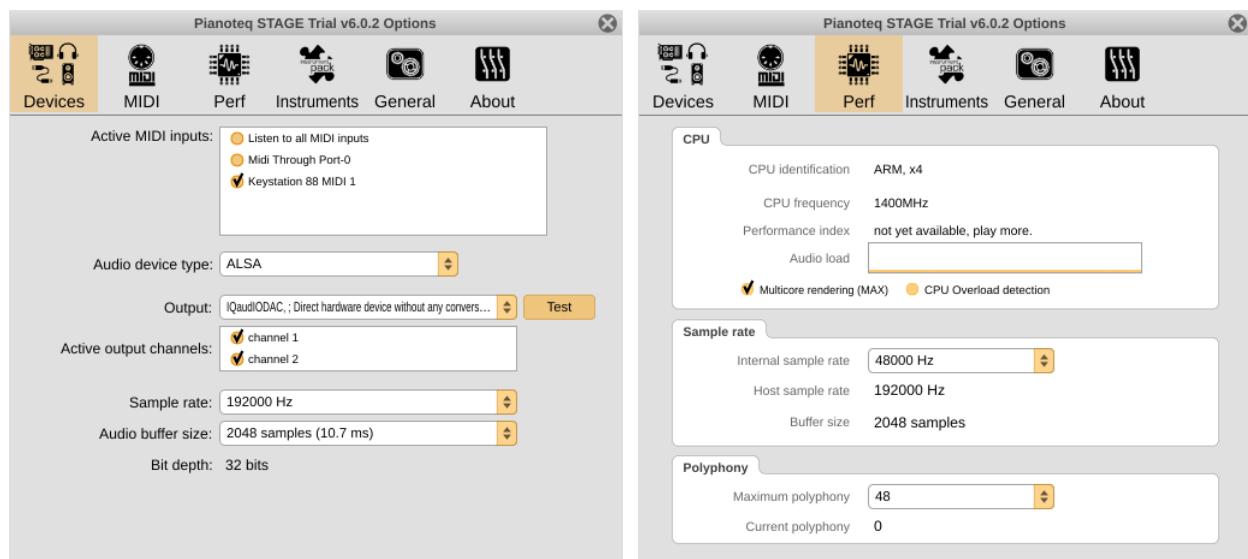 Pianoteq STAGE Trial v6.0.2 Options
Devices MIDI Perf Instruments General About
Active MIDI inputs:
Listen to all MIDI inputs
Midi Through Port-0
Keystation 88 MIDI 1
Audio device type: ALSA
Output: IQaudIODAC, ; Direct hardware device without any convers... Test
Active output channels:
channel 1
channel 2
Sample rate: 192000 Hz
Audio buffer size: 2048 samples (10.7 ms)
Bit depth: 32 bits
Pianoteq STAGE Trial v6.0.2 Options
Devices MIDI Perf Instruments General About
CPU
CPU identification ARM, x4
CPU frequency 1400MHz
Performance index not yet available, play more.
Audio load
Multicore rendering (MAX) CPU Overload detection
Sample rate
Internal sample rate 48000 Hz
Host sample rate 192000 Hz
Buffer size 2048 samples
Polyphony
Maximum polyphony 48
Current polyphony 0